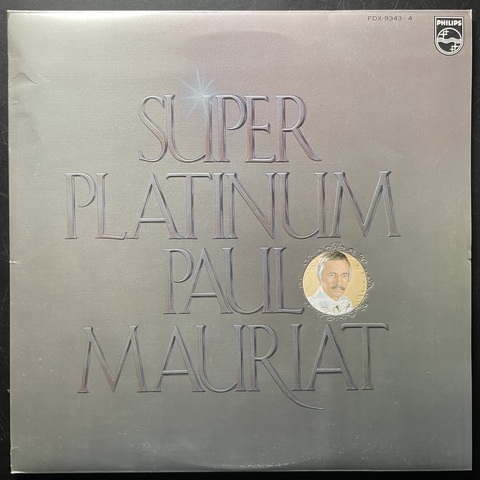 FDX-9343~4
PHILIPS
SUPER
PLATINUM
PAUL
MAURIAT